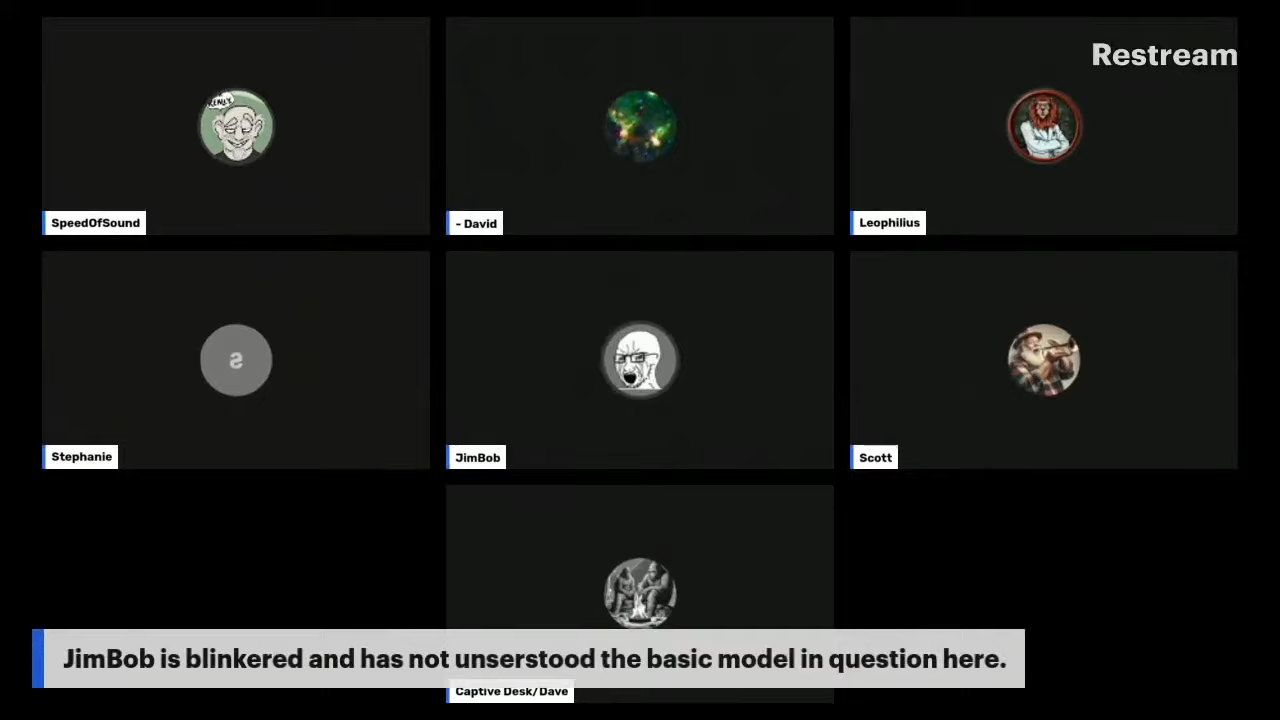 Restream
REALLY
SpeedOfSound
- David
Leophilius
S
Stephanie
JimBob
Scott
JimBob is blinkered and has not unserstood the basic model in question here.
Captive Desk/Dave